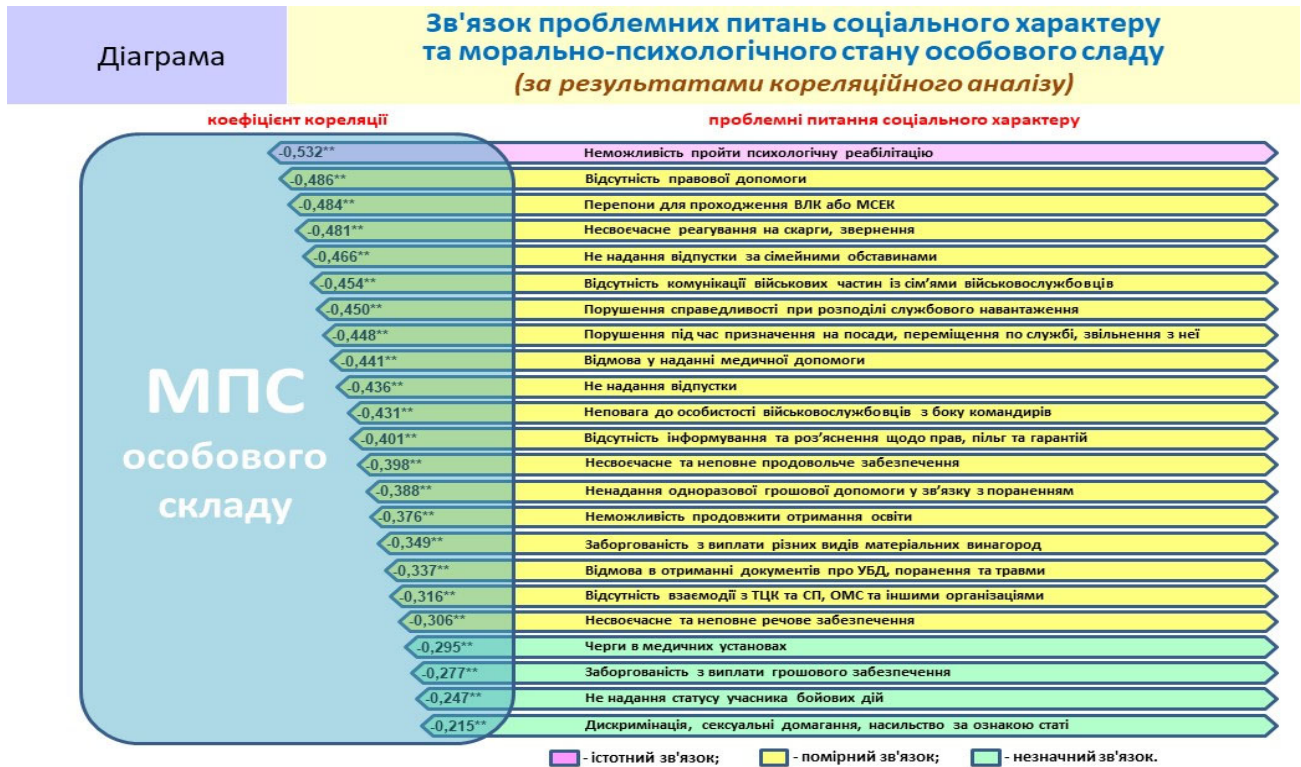 Діаграма
Зв'язок проблемних питань соціального характеру
та морально-психологічного стану особового сладу
(за результатами кореляційного аналізу)
коефіцієнт кореляції
проблемні питання соціального характеру
-0,532** Неможливість пройти психологічну реабілітацію
-0,486** Відсутність правової допомоги
-0,484** Перепони для проходження ВЛК або МСЕК
-0,481** Несвоєчасне реагування на скарги, звернення
-0,466** Не надання відпустки за сімейними обставинами
-0,454** Відсутність комунікації військових частин із сім’ями військовослужбовців
-0,450** Порушення справедливості при розподілі службового навантаження
-0,448** Порушення під час призначення на посади, переміщення по службі, звільнення з неї
-0,441** Відмова у наданні медичної допомоги
-0,436** Не надання відпустки
-0,431** Неповага до особистості військовослужбовців з боку командирів
-0,401** Відсутність інформування та роз’яснення щодо прав, пільг та гарантій
-0,398** Несвоєчасне та неповне продовольче забезпечення
-0,388** Ненадання одноразової грошової допомоги у зв’язку з пораненням
-0,376** Неможливість продовжити отримання освіти
-0,349** Заборгованість з виплати різних видів матеріальних винагород
-0,337** Відмова в отриманні документів про УБД, поранення та травми
-0,316** Відсутність взаємодії з ТЦК та СП, ОМС та іншими організаціями
-0,306** Несвоєчасне та неповне речове забезпечення
-0,295** Черги в медичних установах
-0,277** Заборгованість з виплати грошового забезпечення
-0,247** Не надання статусу учасника бойових дій
-0,215** Дискримінація, сексуальні домагання, насильство за ознакою статі
МПС
особового
складу
- істотний зв'язок; - помірний зв'язок; - незначний зв'язок.